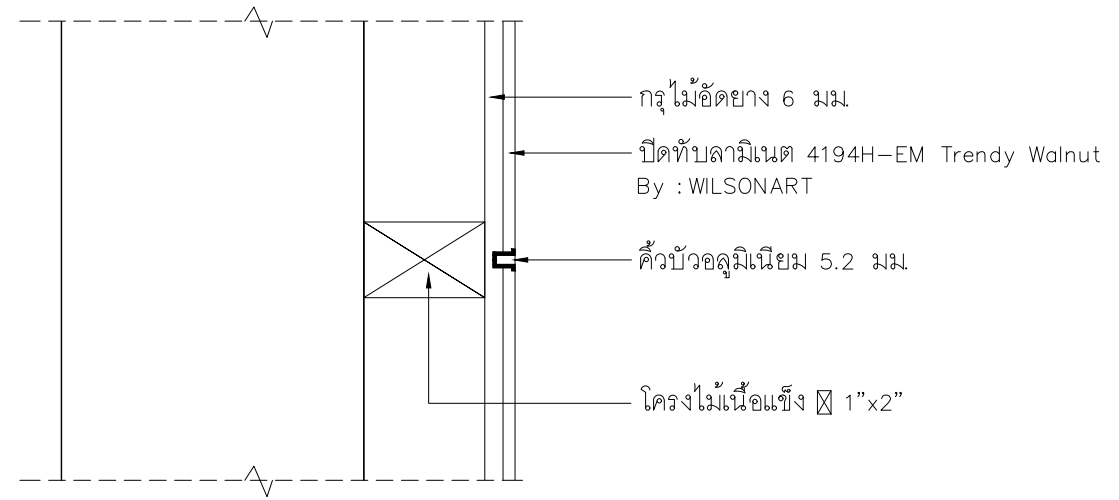 กรุไม้อัดยาง 6 มม.
ปิดทับลามิเนต 4194H-EM Trendy Walnut
By : WILSONART
คิ้วบัวอลูมิเนียม 5.2 มม.
โครงไม้เนื้อแข็ง 1"x2"